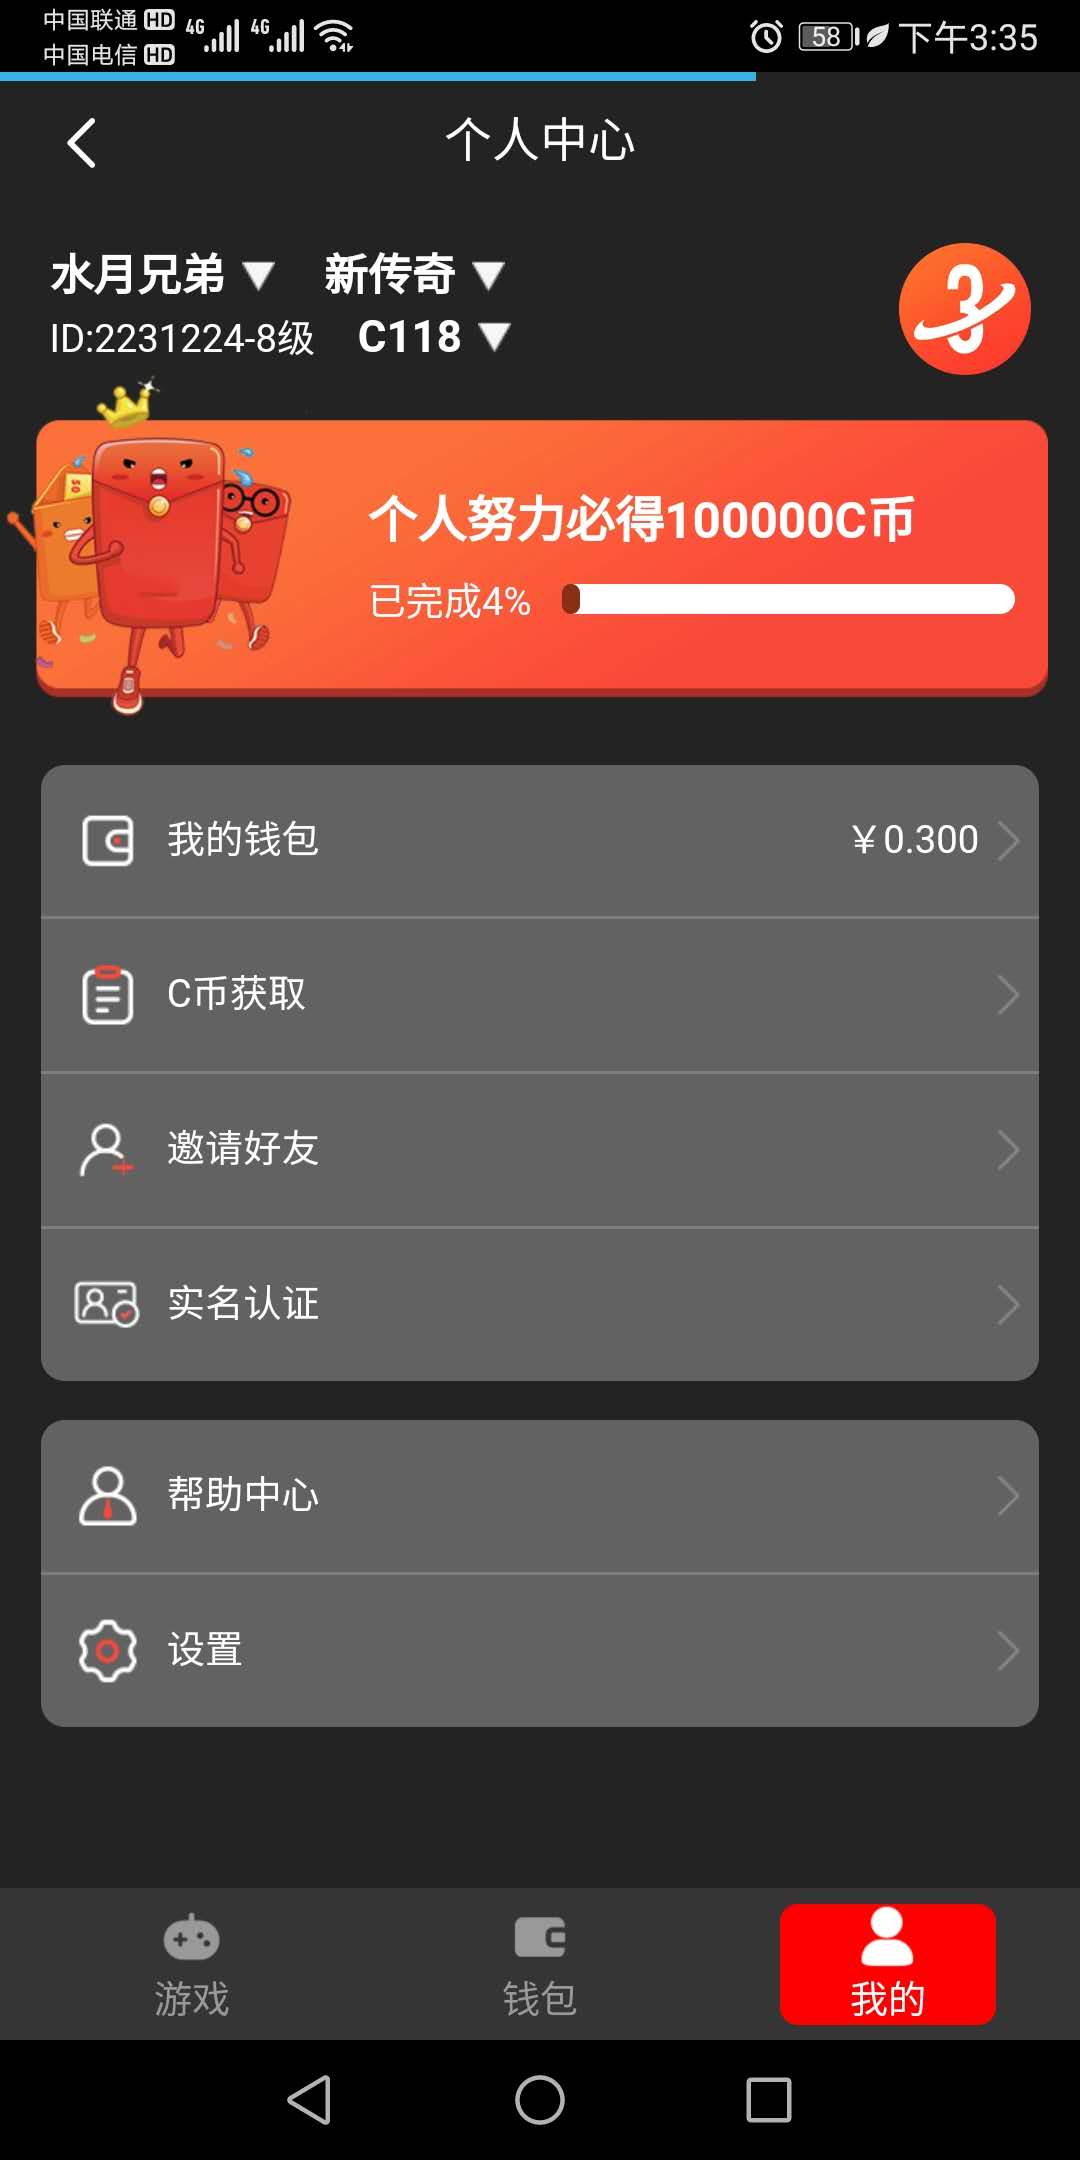 中国联通 HD 4G 4G 58 下午3:35
中国电信 HD
个人中心
水月兄弟 ▼ 新传奇 ▼
ID:2231224-8级 C118 ▼
3
50
个人努力必得100000C币
已完成4%
我的钱包 ￥0.300
C币获取
邀请好友
实名认证
帮助中心
设置
游戏 钱包 我的